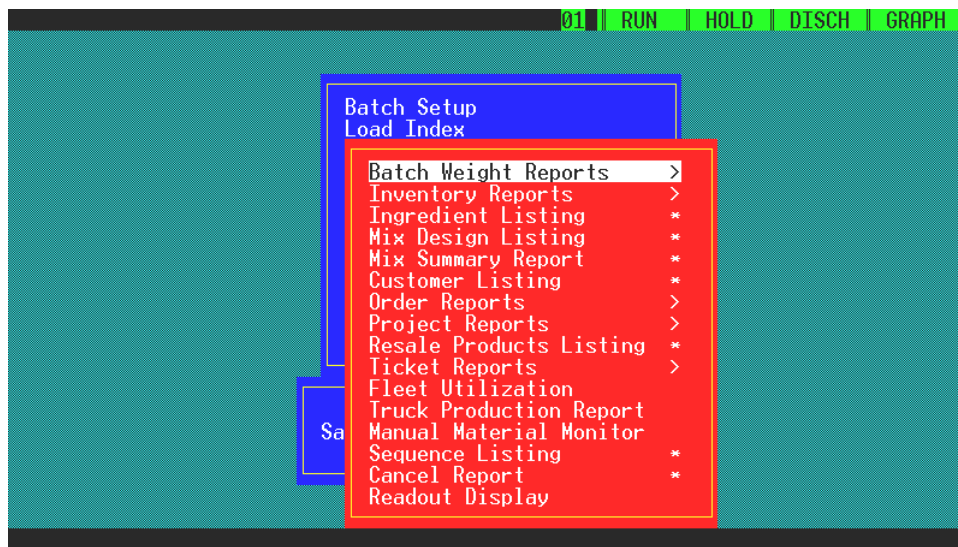 01 RUN HOLD DISCH GRAPH
Batch Setup
Load Index
Batch Weight Reports >
Inventory Reports >
Ingredient Listing *
Mix Design Listing *
Mix Summary Report *
Customer Listing *
Order Reports >
Project Reports >
Resale Products Listing *
Ticket Reports >
Fleet Utilization
Truck Production Report
Sa
Manual Material Monitor
Sequence Listing *
Cancel Report *
Readout Display